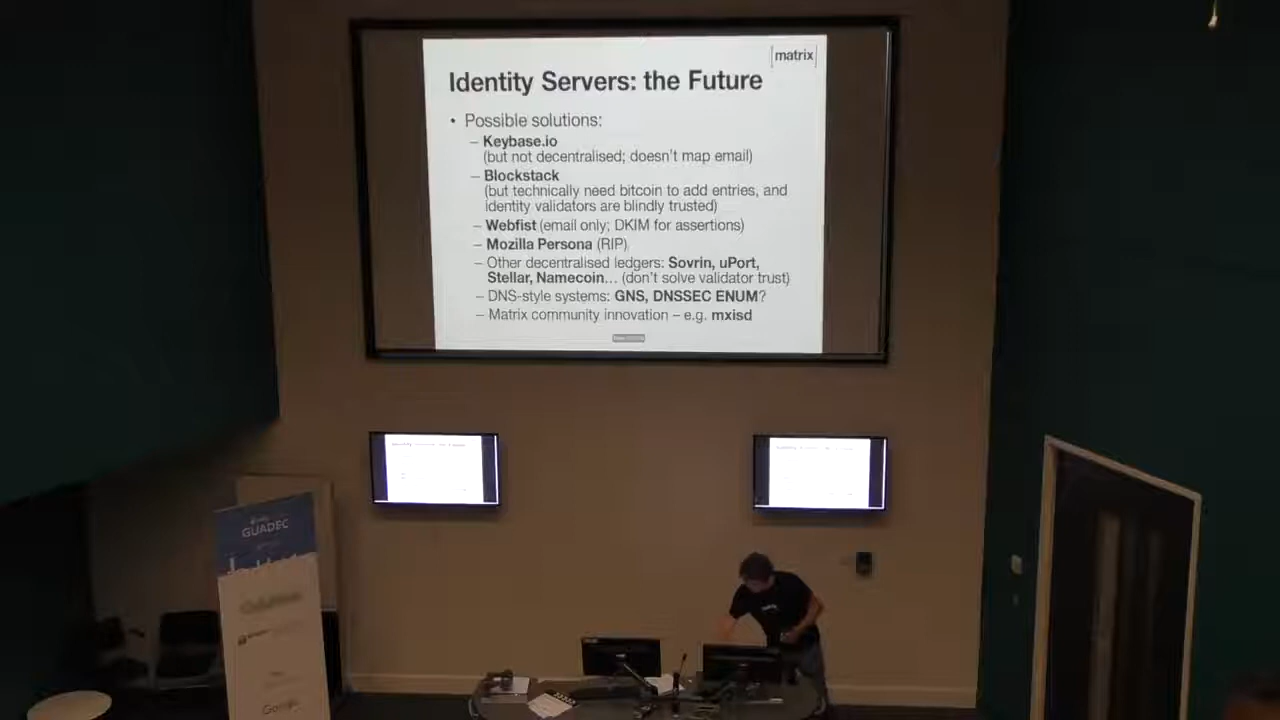 [matrix]
Identity Servers: the Future
• Possible solutions:
– Keybase.io
(but not decentralised; doesn't map email)
– Blockstack
(but technically need bitcoin to add entries, and
identity validators are blindly trusted)
– Webfist (email only; DKIM for assertions)
– Mozilla Persona (RIP)
– Other decentralised ledgers: Sovrin, uPort,
Stellar, Namecoin… (don't solve validator trust)
– DNS-style systems: GNS, DNSSEC ENUM?
– Matrix community innovation – e.g. mxisd
GUADEC
Google